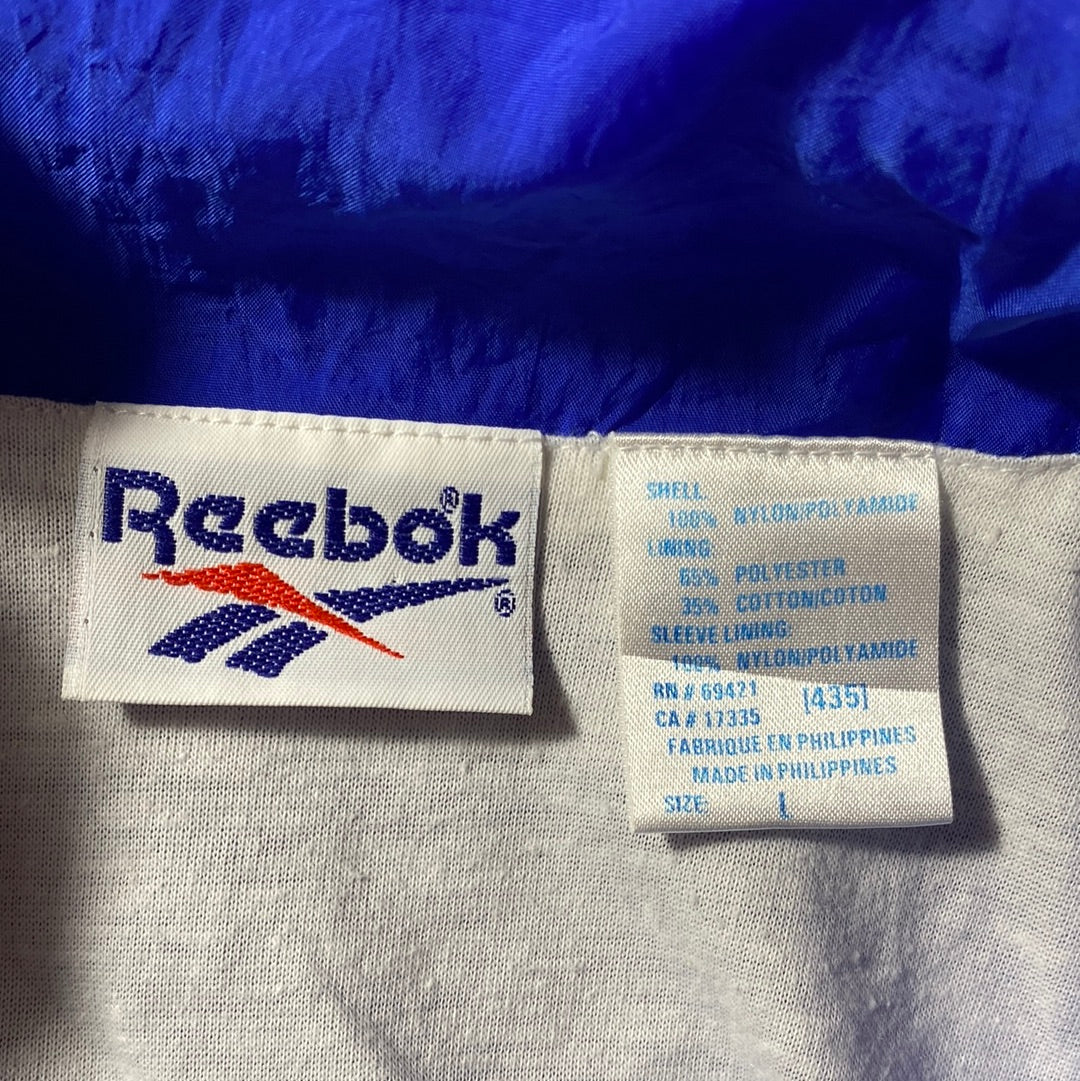 Reebok®
®
SHELL:
100% NYLON/POLYAMIDE
LINING:
65% POLYESTER
35% COTTON/COTON
SLEEVE LINING:
100% NYLON/POLYAMIDE
RN # 69421 [435]
CA # 17335
FABRIQUE EN PHILIPPINES
MADE IN PHILIPPINES
SIZE: L